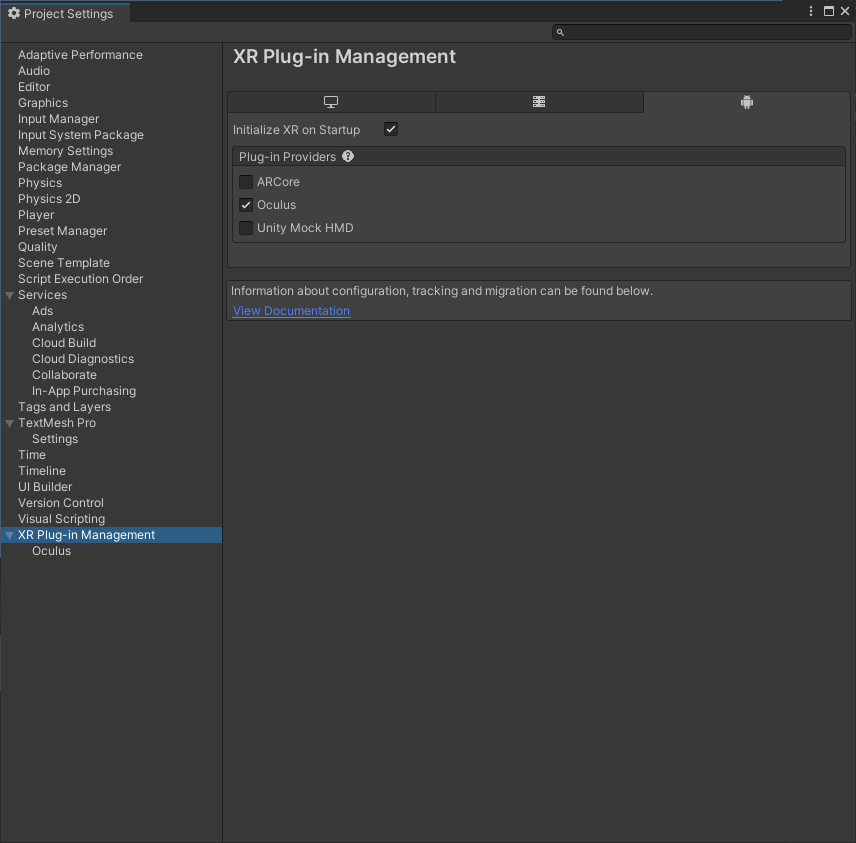 Project Settings
Adaptive Performance
Audio
Editor
Graphics
Input Manager
Input System Package
Memory Settings
Package Manager
Physics
Physics 2D
Player
Preset Manager
Quality
Scene Template
Script Execution Order
Services
Ads
Analytics
Cloud Build
Cloud Diagnostics
Collaborate
In-App Purchasing
Tags and Layers
TextMesh Pro
Settings
Time
Timeline
UI Builder
Version Control
Visual Scripting
XR Plug-in Management
Oculus
XR Plug-in Management
Initialize XR on Startup
Plug-in Providers
ARCore
Oculus
Unity Mock HMD
Information about configuration, tracking and migration can be found below.
View Documentation